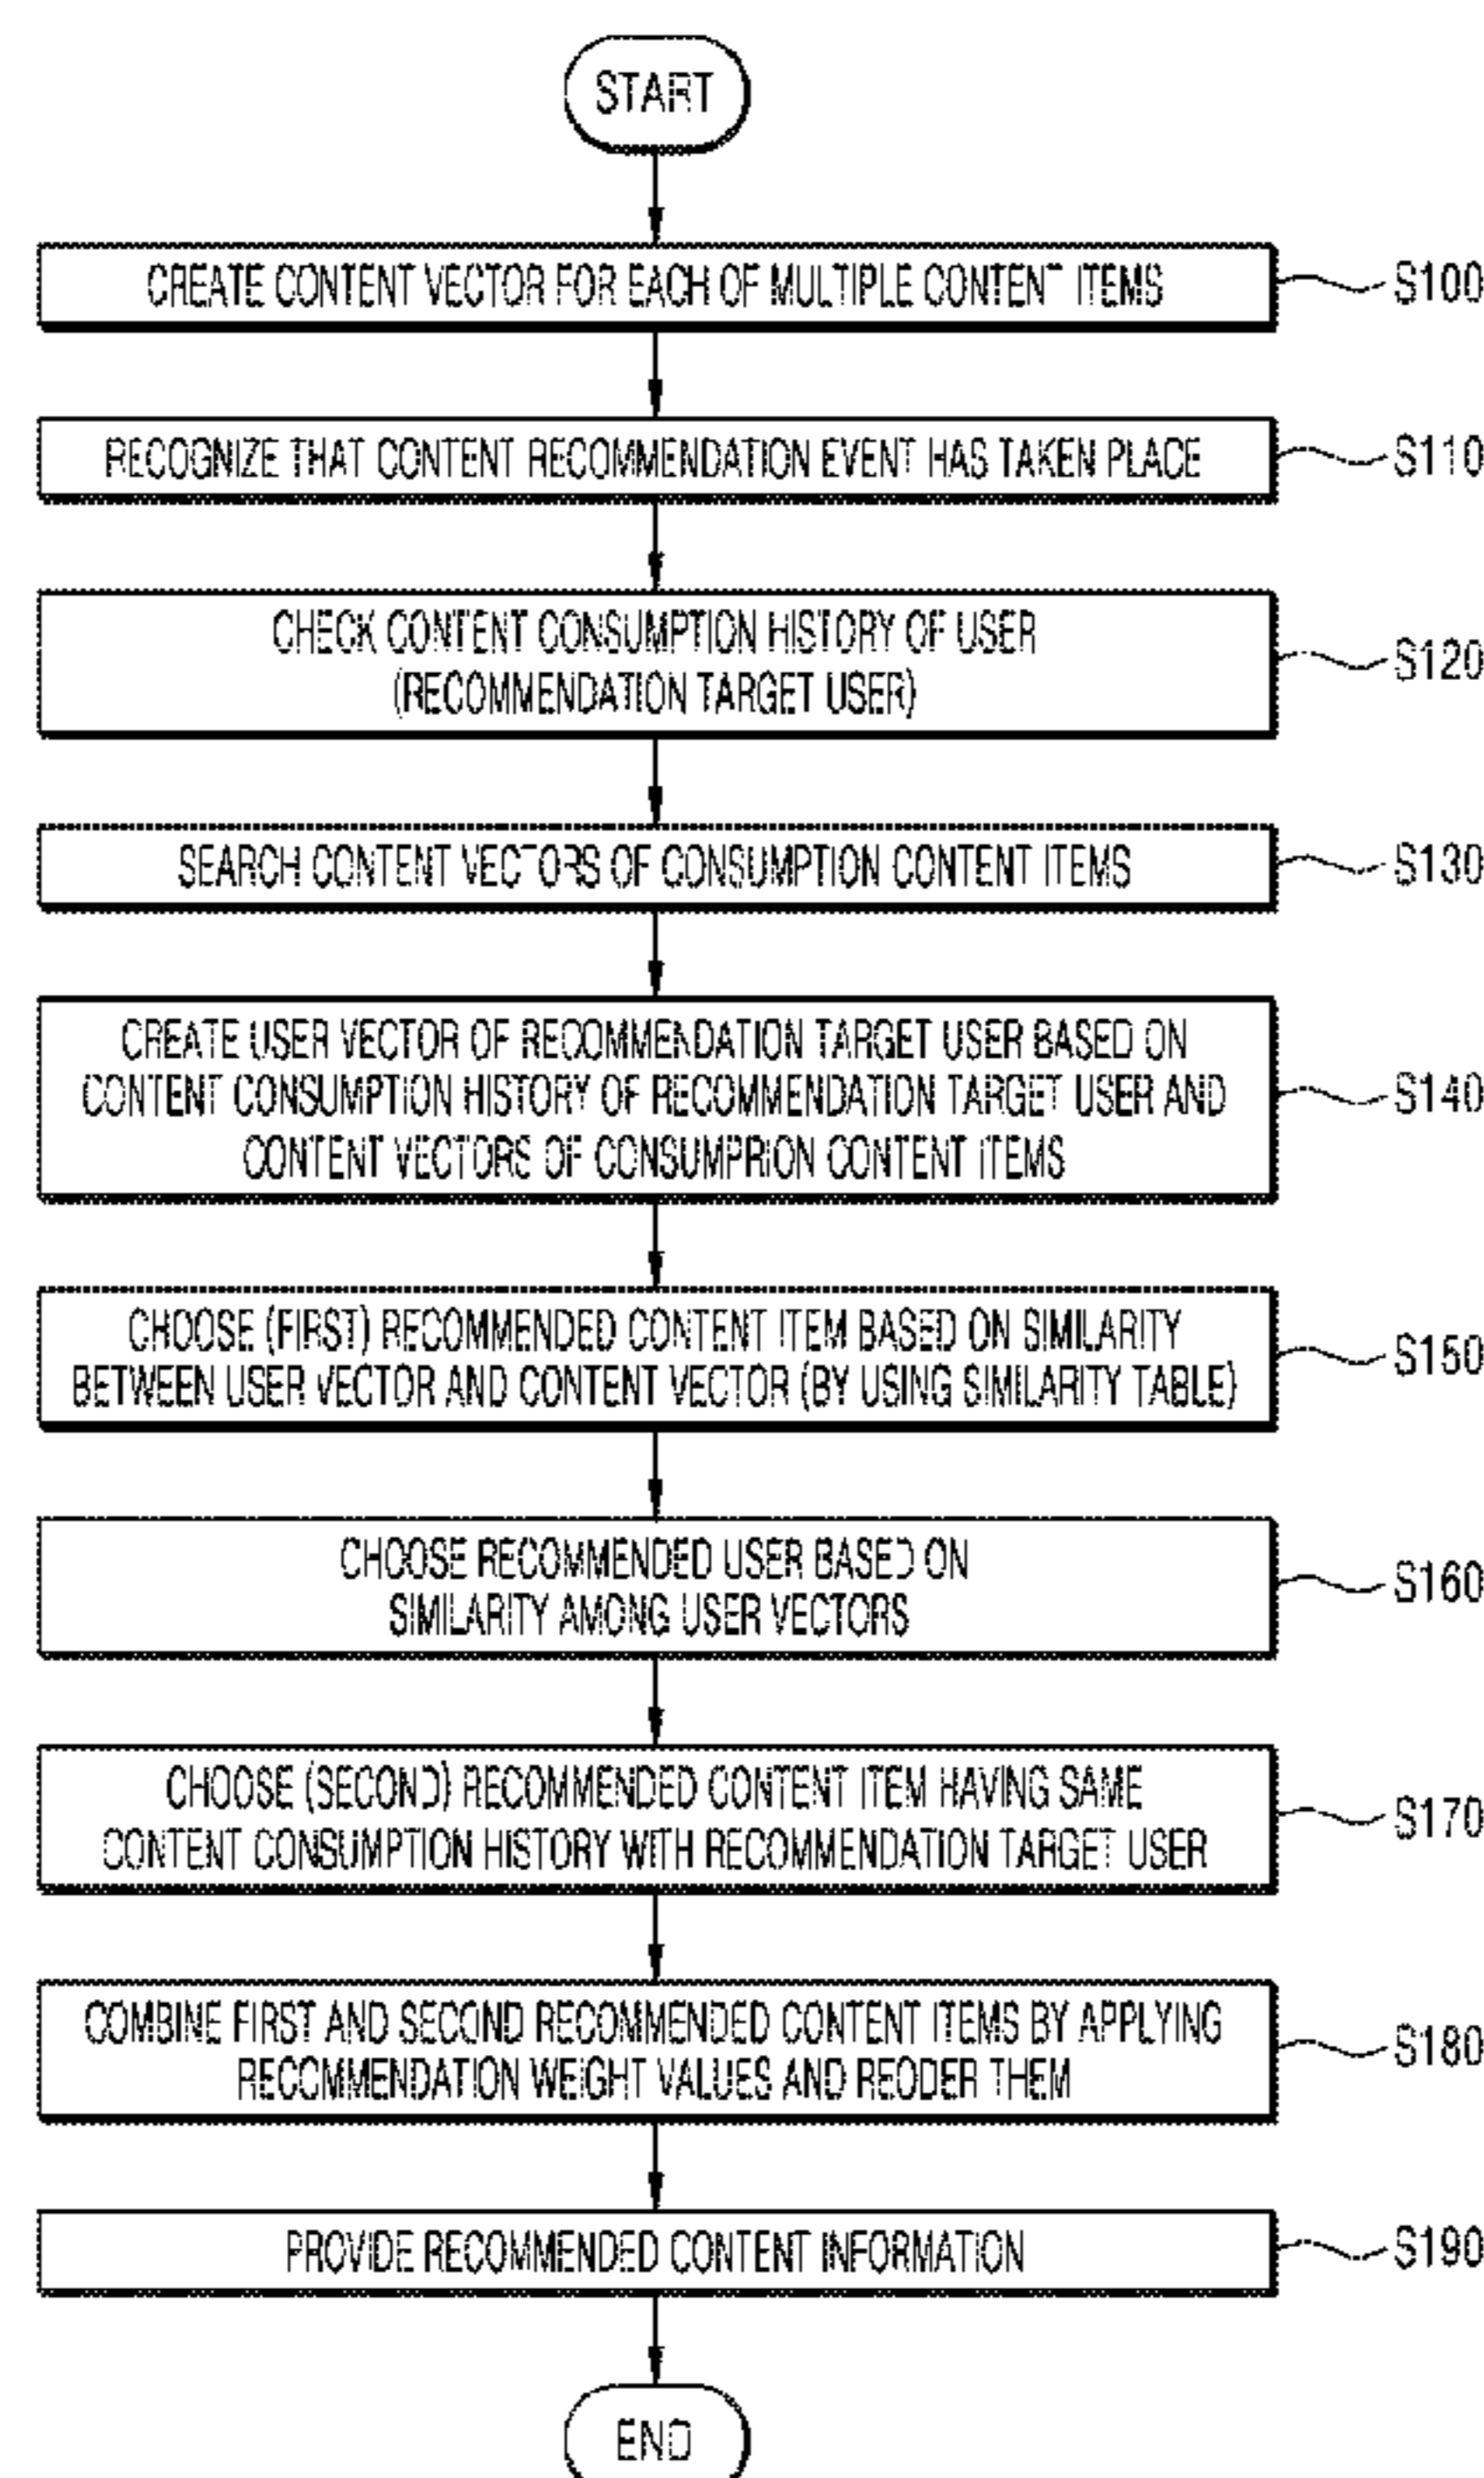 START
CREATE CONTENT VECTOR FOR EACH OF MULTIPLE CONTENT ITEMS
S100
RECOGNIZE THAT CONTENT RECOMMENDATION EVENT HAS TAKEN PLACE
S110
CHECK CONTENT CONSUMPTION HISTORY OF USER
(RECOMMENDATION TARGET USER)
S120
SEARCH CONTENT VECTORS OF CONSUMPTION CONTENT ITEMS
S130
CREATE USER VECTOR OF RECOMMENDATION TARGET USER BASED ON
CONTENT CONSUMPTION HISTORY OF RECOMMENDATION TARGET USER AND
CONTENT VECTORS OF CONSUMPRION CONTENT ITEMS
S140
CHOOSE (FIRST) RECOMMENDED CONTENT ITEM BASED ON SIMILARITY
BETWEEN USER VECTOR AND CONTENT VECTOR (BY USING SIMILARITY TABLE)
S150
CHOOSE RECOMMENDED USER BASED ON
SIMILARITY AMONG USER VECTORS
S160
CHOOSE (SECOND) RECOMMENDED CONTENT ITEM HAVING SAME
CONTENT CONSUMPTION HISTORY WITH RECOMMENDATION TARGET USER
S170
COMBINE FIRST AND SECOND RECOMMENDED CONTENT ITEMS BY APPLYING
RECOMMENDATION WEIGHT VALUES AND REODER THEM
S180
PROVIDE RECOMMENDED CONTENT INFORMATION
S190
END